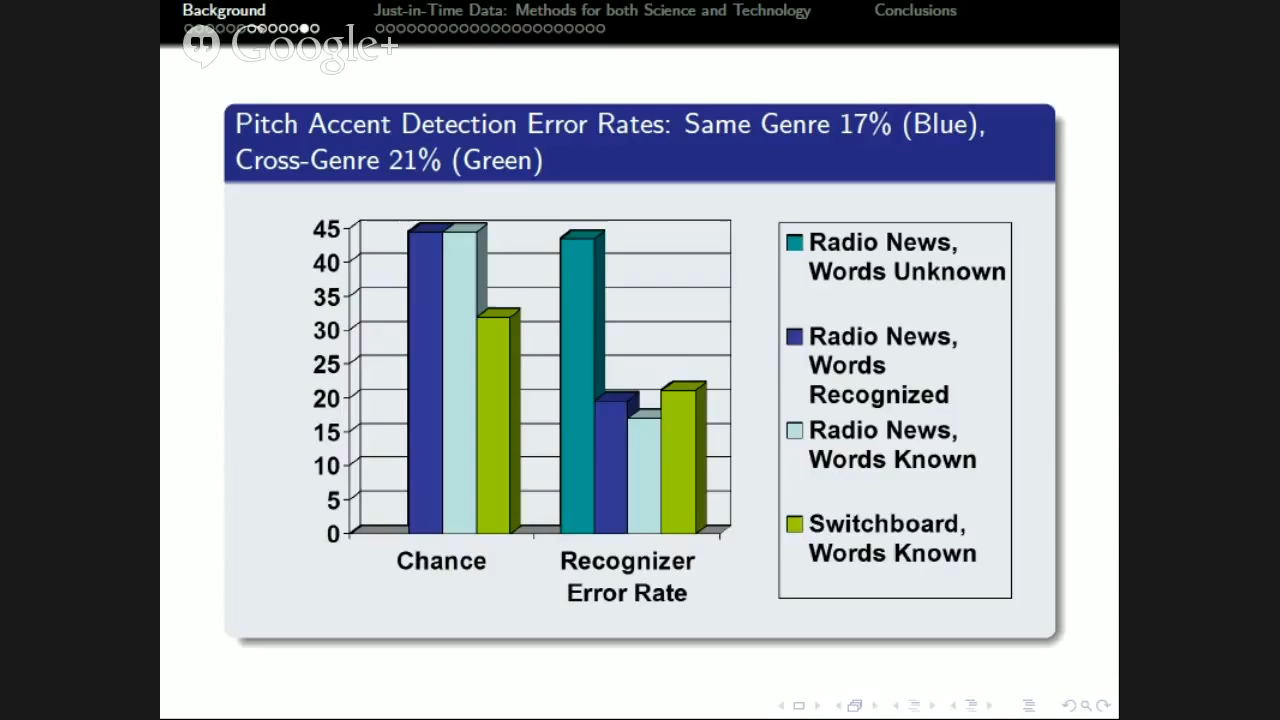 Background
Just-in-Time Data: Methods for both Science and Technology
Conclusions
Google+
Pitch Accent Detection Error Rates: Same Genre 17% (Blue),
Cross-Genre 21% (Green)
45
40
35
30
25
20
15
10
5
0
Chance
Recognizer
Error Rate
Radio News,
Words Unknown
Radio News,
Words
Recognized
Radio News,
Words Known
Switchboard,
Words Known